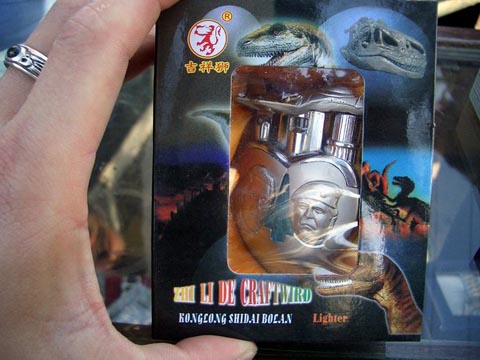 ®
吉祥狮
ZHI LI DE CRAFTWIRD
KONGLONG SHIDAI BOLAN
Lighter